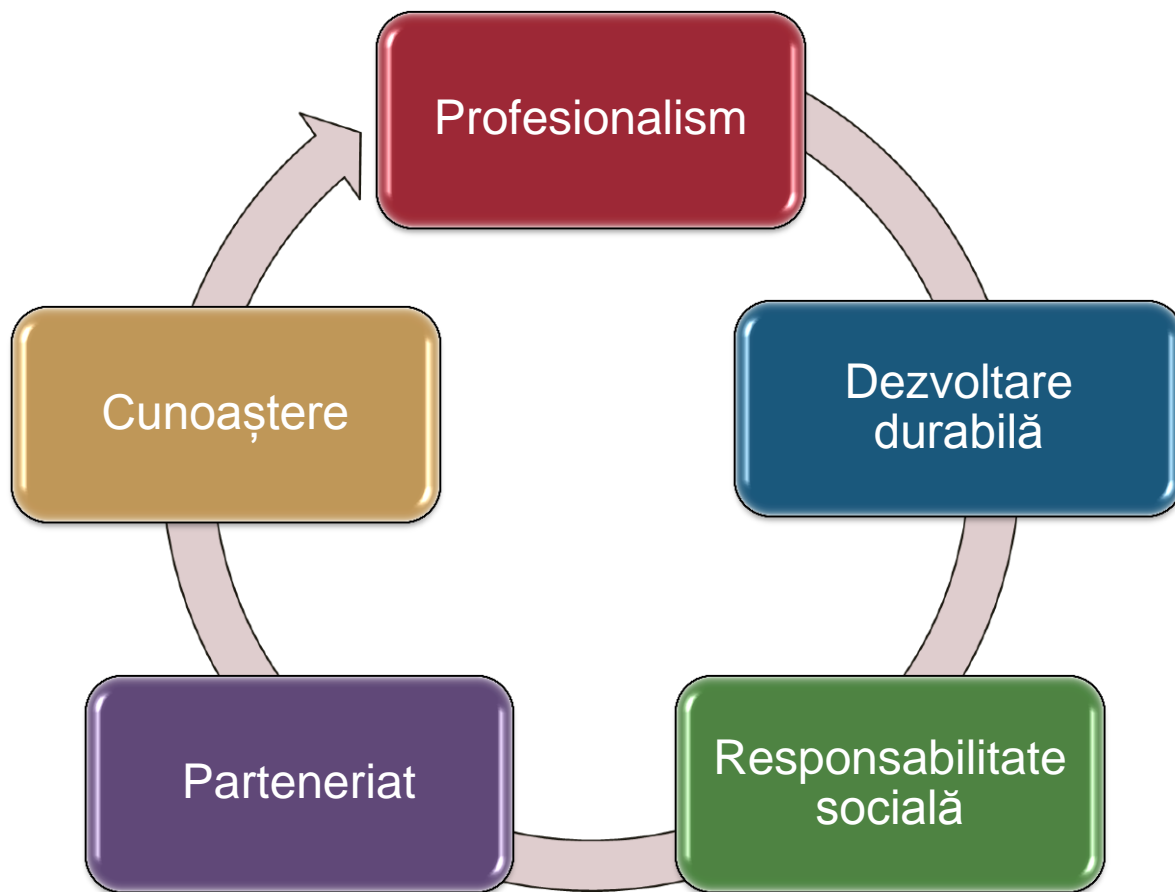 Profesionalism
Dezvoltare
durabilă
Responsabilitate
socială
Parteneriat
Cunoaștere